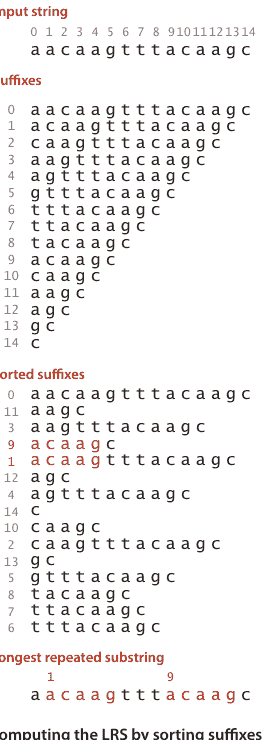 nput string
0 1 2 3 4 5 6 7 8 9 10 11 12 13 14
a a c a a g t t t a c a a g c
uffixes
0 a a c a a g t t t a c a a g c
1 a c a a g t t t a c a a g c
2 c a a g t t t a c a a g c
3 a a g t t t a c a a g c
4 a g t t t a c a a g c
5 g t t t a c a a g c
6 t t t a c a a g c
7 t t a c a a g c
8 t a c a a g c
9 a c a a g c
10 c a a g c
11 a a g c
12 a g c
13 g c
14 c
orted suffixes
0 a a c a a g t t t a c a a g c
11 a a g c
3 a a g t t t a c a a g c
9 a c a a g c
1 a c a a g t t t a c a a g c
12 a g c
4 a g t t t a c a a g c
14 c
10 c a a g c
2 c a a g t t t a c a a g c
13 g c
5 g t t t a c a a g c
8 t a c a a g c
7 t t a c a a g c
6 t t t a c a a g c
ongest repeated substring
1 9
a a c a a g t t t a c a a g c
omputing the LRS by sorting suffixes